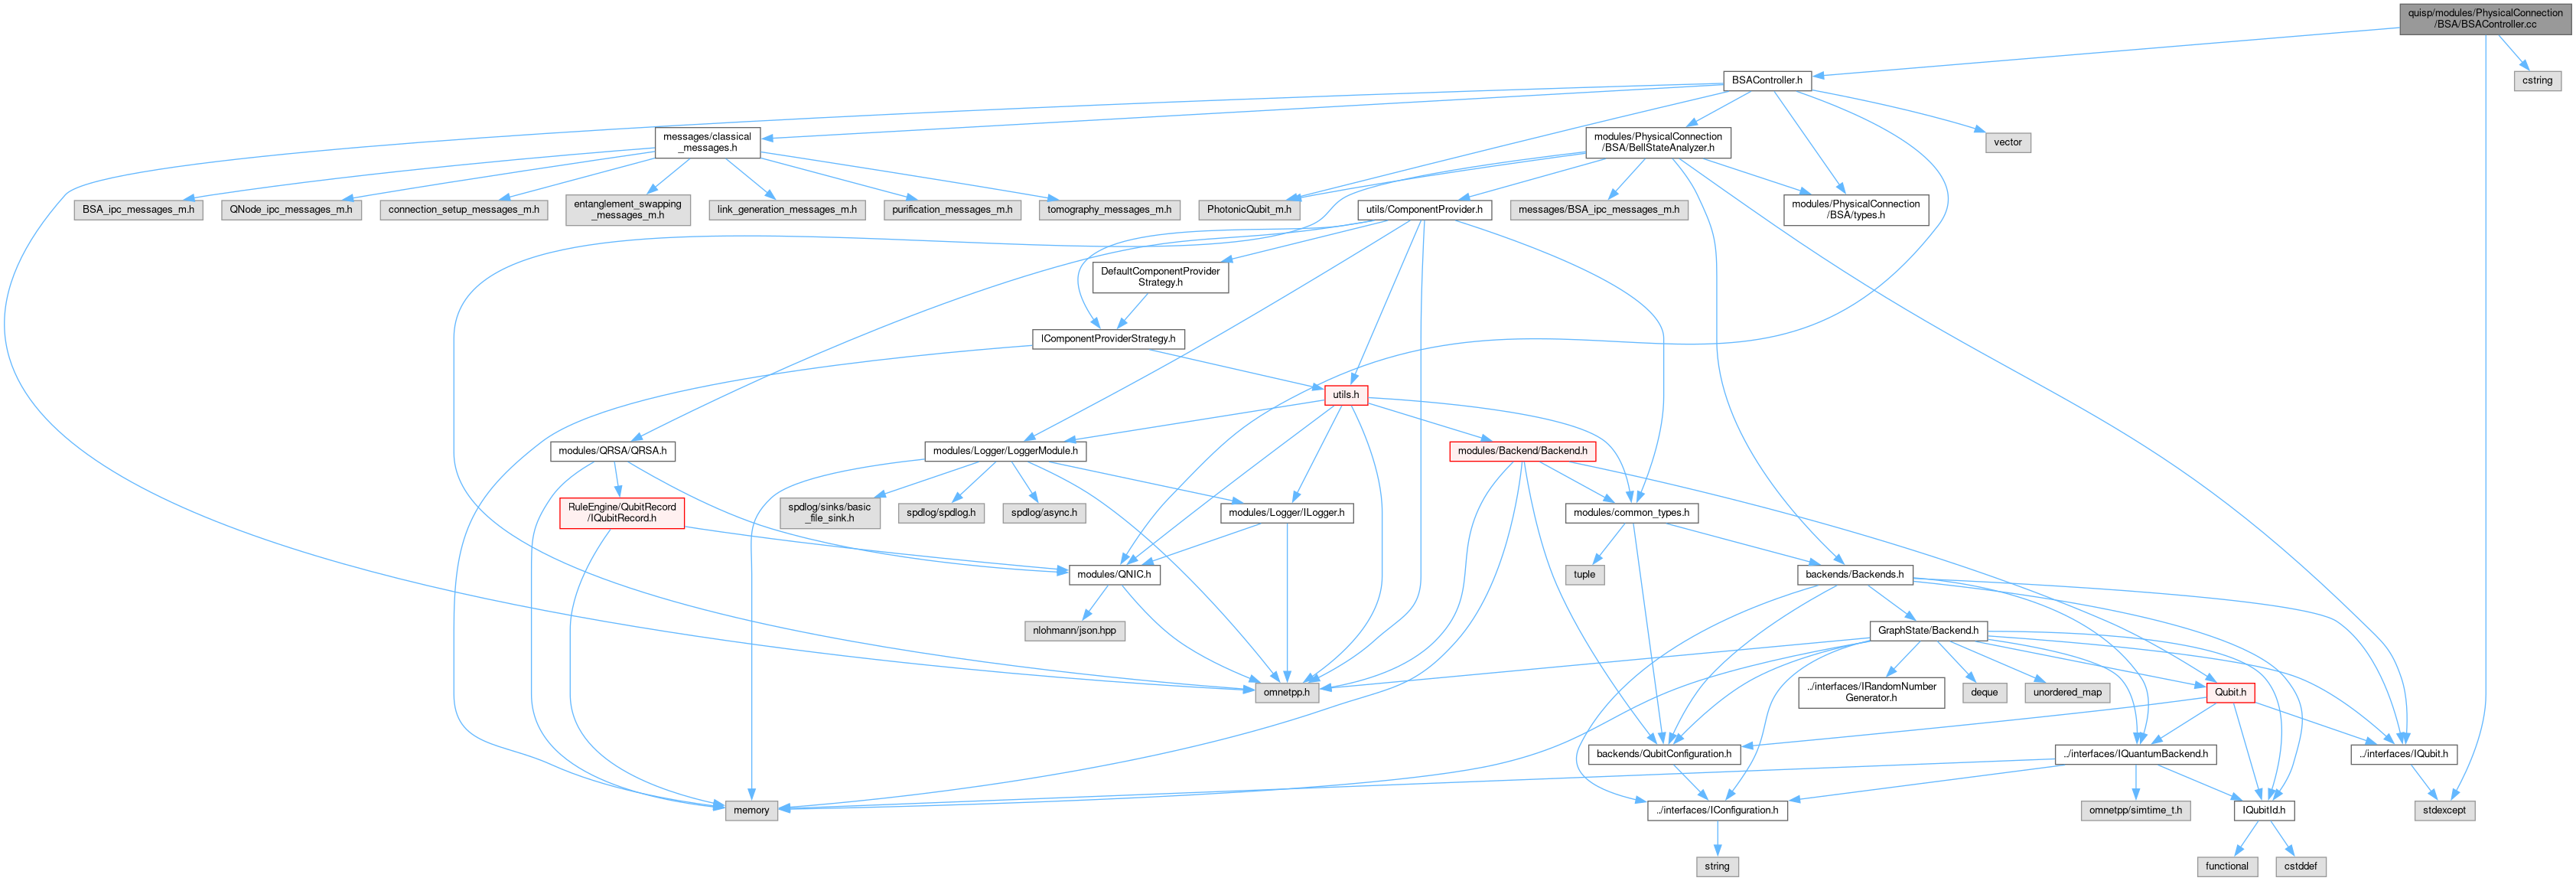 quisp/modules/PhysicalConnection
/BSA/BSAController.cc
BSAController.h
cstring
messages/classical
_messages.h
modules/PhysicalConnection
/BSA/BellStateAnalyzer.h
vector
BSA_ipc_messages_m.h
QNode_ipc_messages_m.h
connection_setup_messages_m.h
entanglement_swapping
_messages_m.h
link_generation_messages_m.h
purification_messages_m.h
tomography_messages_m.h
PhotonicQubit_m.h
utils/ComponentProvider.h
messages/BSA_ipc_messages_m.h
modules/PhysicalConnection
/BSA/types.h
DefaultComponentProvider
Strategy.h
IComponentProviderStrategy.h
utils.h
modules/QRSA/QRSA.h
modules/Logger/LoggerModule.h
modules/Backend/Backend.h
RuleEngine/QubitRecord
/IQubitRecord.h
spdlog/sinks/basic
_file_sink.h
spdlog/spdlog.h
spdlog/async.h
modules/Logger/ILogger.h
modules/common_types.h
modules/QNIC.h
tuple
backends/Backends.h
nlohmann/json.hpp
GraphState/Backend.h
omnetpp.h
../interfaces/IRandomNumber
Generator.h
deque
unordered_map
Qubit.h
backends/QubitConfiguration.h
../interfaces/IQuantumBackend.h
../interfaces/IQubit.h
memory
../interfaces/IConfiguration.h
omnetpp/simtime_t.h
IQubitId.h
stdexcept
string
functional
cstddef